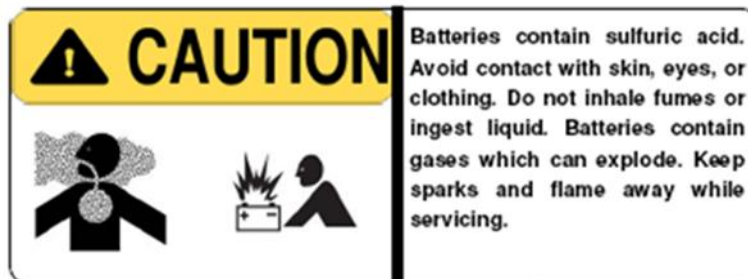 CAUTION
Batteries contain sulfuric acid.
Avoid contact with skin, eyes, or
clothing. Do not inhale fumes or
ingest liquid. Batteries contain
gases which can explode. Keep
sparks and flame away while
servicing.